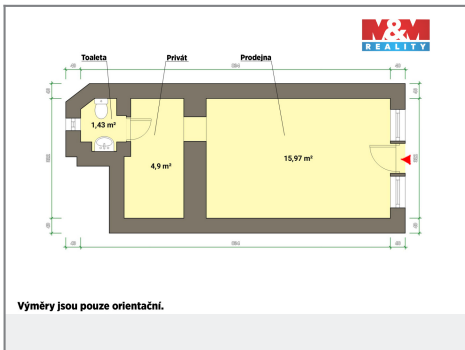 M&M
REALITY
Toaleta Privát Prodejna
1,43 m²
4,9 m²
15,97 m²
Výměry jsou pouze orientační.